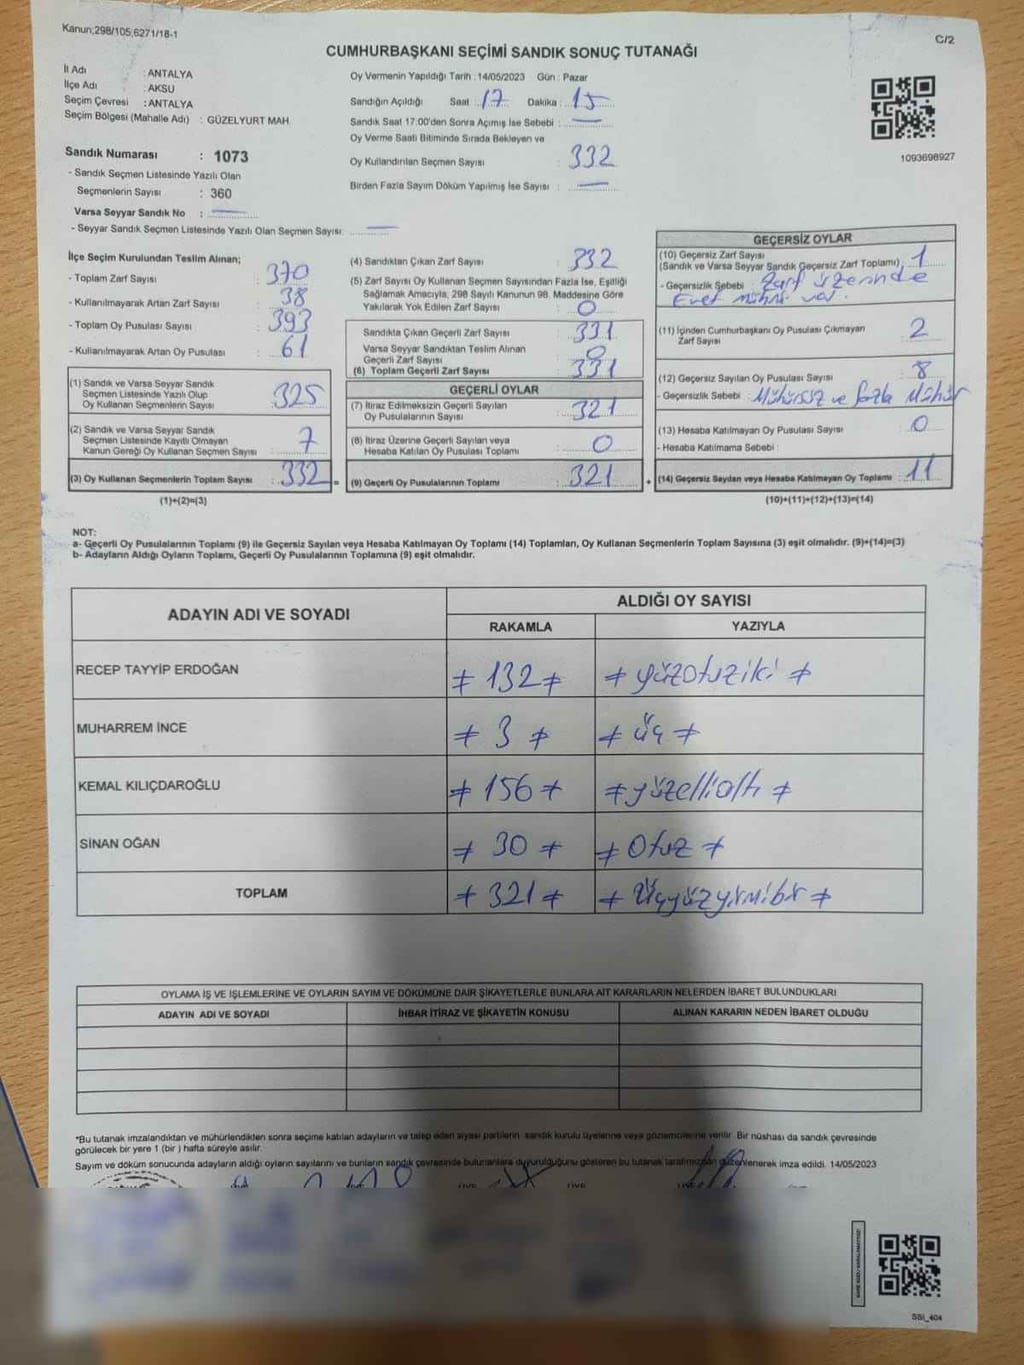 Kanun;298/105,6271/18-1
C/2
CUMHURBAŞKANI SEÇİMİ SANDIK SONUÇ TUTANAĞI
İl Adı : ANTALYA
İlçe Adı : AKSU
Seçim Çevresi : ANTALYA
Seçim Bölgesi (Mahalle Adı) : GÜZELYURT MAH.
Sandık Numarası : 1073
- Sandık Seçmen Listesinde Yazılı Olan
Seçmenlerin Sayısı : 360
Varsa Seyyar Sandık No :
- Seyyar Sandık Seçmen Listesinde Yazılı Olan Seçmen Sayısı:
Oy Vermenin Yapıldığı Tarih : 14/05/2023 Gün : Pazar
Sandığın Açıldığı Saat : 17 Dakika : 15
Sandık Saat 17:00'den Sonra Açımış İse Sebebi :
Oy Verme Saati Bitiminde Sırada Bekleyen ve
Oy Kullandırılan Seçmen Sayısı : 332
Birden Fazla Sayım Döküm Yapılmış İse Sayısı :
1093698927
İlçe Seçim Kurulundan Teslim Alınan;
- Toplam Zarf Sayısı : 370
- Kullanılmayarak Artan Zarf Sayısı : 38
- Toplam Oy Pusulası Sayısı : 393
- Kullanılmayarak Artan Oy Pusulası : 61
(1) Sandık ve Varsa Seyyar Sandık
Seçmen Listesinde Yazılı Olup
Oy Kullanan Seçmenlerin Sayısı : 325
(2) Sandık ve Varsa Seyyar Sandık
Seçmen Listesinde Kayıtlı Olmayan
Kanun Gereği Oy Kullanan Seçmen Sayısı : 7
(3) Oy Kullanan Seçmenlerin Toplam Sayısı : 332 =
(1)+(2)=(3)
(4) Sandıktan Çıkan Zarf Sayısı : 332
(5) Zarf Sayısı Oy Kullanan Seçmen Sayısından Fazla İse, Eşitliği
Sağlamak Amacıyla, 298 Sayılı Kanunun 98. Maddesine Göre
Yakılarak Yok Edilen Zarf Sayısı : 0
Sandıkta Çıkan Geçerli Zarf Sayısı : 331
Varsa Seyyar Sandıktan Teslim Alınan
Geçerli Zarf Sayısı : 0
(6) Toplam Geçerli Zarf Sayısı : 331
GEÇERLİ OYLAR
(7) İtiraz Edilmeksizin Geçerli Sayılan
Oy Pusulalarının Sayısı : 321
(8) İtiraz Üzerine Geçerli Sayılan veya
Hesaba Katılan Oy Pusulası Toplamı : 0
(9) Geçerli Oy Pusulalarının Toplamı : 321 +
GEÇERSİZ OYLAR
(10) Geçersiz Zarf Sayısı
(Sandık ve Varsa Seyyar Sandık Geçersiz Zarf Toplamı) : 1
- Geçersizlik Sebebi : Zarf üzerinde
Evet mührü var.
(11) İçinden Cumhurbaşkanı Oy Pusulası Çıkmayan
Zarf Sayısı : 2
(12) Geçersiz Sayılan Oy Pusulası Sayısı : 8
- Geçersizlik Sebebi : Mühürsüz ve fazla Mühür
(13) Hesaba Katılmayan Oy Pusulası Sayısı : 0
- Hesaba Katılmama Sebebi :
(14) Geçersiz Sayılan veya Hesaba Katılmayan Oy Toplamı : 11
(10)+(11)+(12)+(13)=(14)
NOT:
a- Geçerli Oy Pusulalarının Toplamı (9) ile Geçersiz Sayılan veya Hesaba Katılmayan Oy Toplamı (14) Toplamları, Oy Kullanan Seçmenlerin Toplam Sayısına (3) eşit olmalıdır. (9)+(14)=(3)
b- Adayların Aldığı Oyların Toplamı, Geçerli Oy Pusulalarının Toplamına (9) eşit olmalıdır.
ADAYIN ADI VE SOYADI
ALDIĞI OY SAYISI
RAKAMLA YAZIYLA
RECEP TAYYİP ERDOĞAN ≠ 132 ≠ ≠ yüzotuziki ≠
MUHARREM İNCE ≠ 3 ≠ ≠ üç ≠
KEMAL KILIÇDAROĞLU ≠ 156 ≠ ≠ yüzellialtı ≠
SİNAN OĞAN ≠ 30 ≠ ≠ Otuz ≠
TOPLAM ≠ 321 ≠ ≠ Üçyüzyirmibir ≠
OYLAMA İŞ VE İŞLEMLERİNE VE OYLARIN SAYIM VE DÖKÜMÜNE DAİR ŞİKAYETLERLE BUNLARA AİT KARARLARIN NELERDEN İBARET BULUNDUKLARI
ADAYIN ADI VE SOYADI İHBAR İTİRAZ VE ŞİKAYETİN KONUSU ALINAN KARARIN NEDEN İBARET OLDUĞU
*Bu tutanak imzalandıktan ve mühürlendikten sonra seçime katılan adayların ve talep eden siyasi partilerin sandık kurulu üyelerine veya gözlemcilerine verilir. Bir nüshası da sandık çevresinde
görülecek bir yere 1 (bir ) hafta süreyle asılır.
Sayım ve döküm sonucunda adayların aldığı oyların sayılarını ve bunların sandık çevresinde bulunanlara duyurulduğunu gösteren bu tutanak tarafımızdan düzenlenerek imza edildi. 14/05/2023
SSI_404